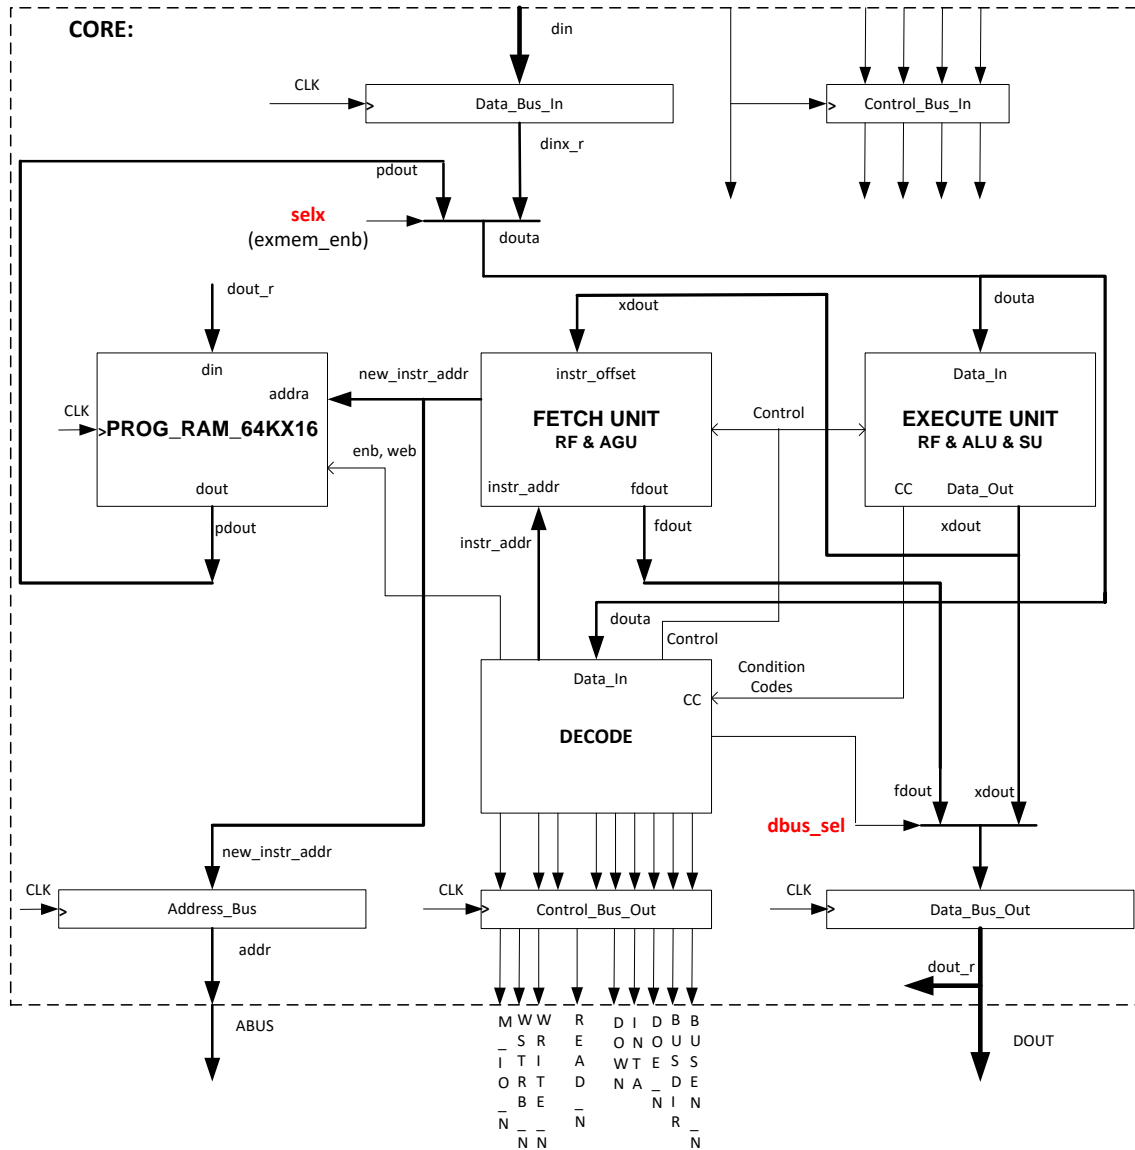 CORE:
din
CLK
Data_Bus_In
Control_Bus_In
dinx_r
pdout
selx
(exmem_enb)
douta
dout_r
xdout
douta
din
addra
new_instr_addr
instr_offset
Data_In
CLK
PROG_RAM_64KX16
FETCH UNIT
RF & AGU
Control
EXECUTE UNIT
RF & ALU & SU
enb, web
dout
instr_addr
fdout
CC
Data_Out
pdout
instr_addr
fdout
xdout
douta
Control
Data_In
Condition
Codes
CC
DECODE
fdout
xdout
dbus_sel
new_instr_addr
CLK
Address_Bus
CLK
Control_Bus_Out
CLK
Data_Bus_Out
addr
dout_r
ABUS
M_IO_N
WSTRB_N
WRITE_N
READ_N
DOWN
INTA
DOE_N
BUSDIR
BUSEN_N
DOUT